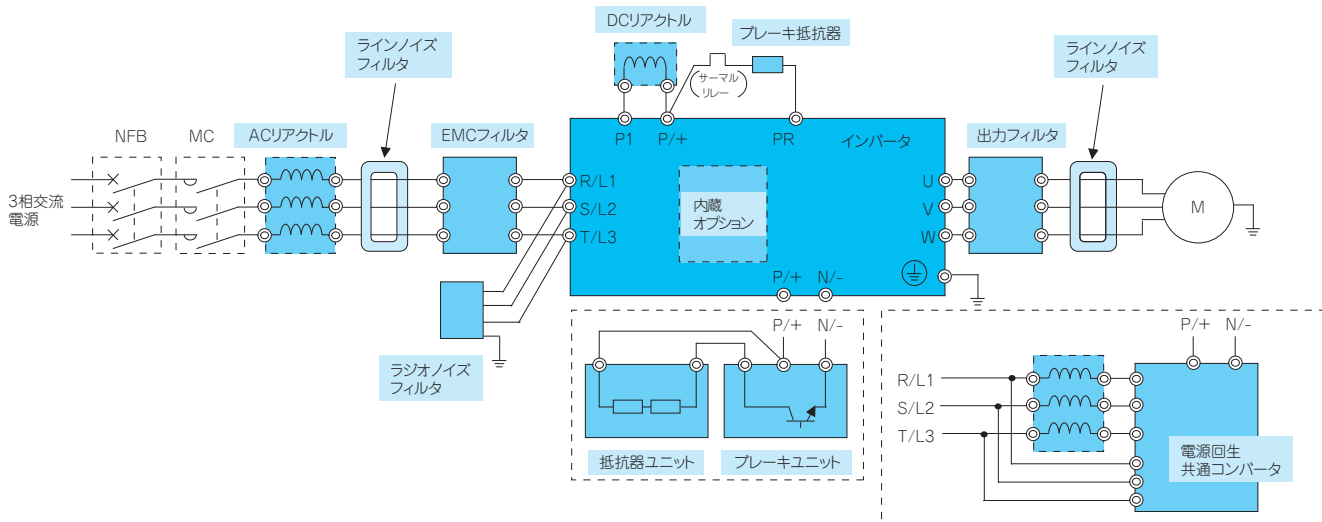 DCリアクトル
ブレーキ抵抗器
ラインノイズ
フィルタ
サーマル
リレー
ラインノイズ
フィルタ
NFB
MC
ACリアクトル
EMCフィルタ
P1
P/+
PR
インバータ
出力フィルタ
3相交流
電源
R/L1
S/L2
T/L3
内蔵
オプション
U
V
W
M
P/+
N/-
ラジオノイズ
フィルタ
P/+
N/-
抵抗器ユニット
ブレーキユニット
P/+
N/-
R/L1
S/L2
T/L3
電源回生
共通コンバータ